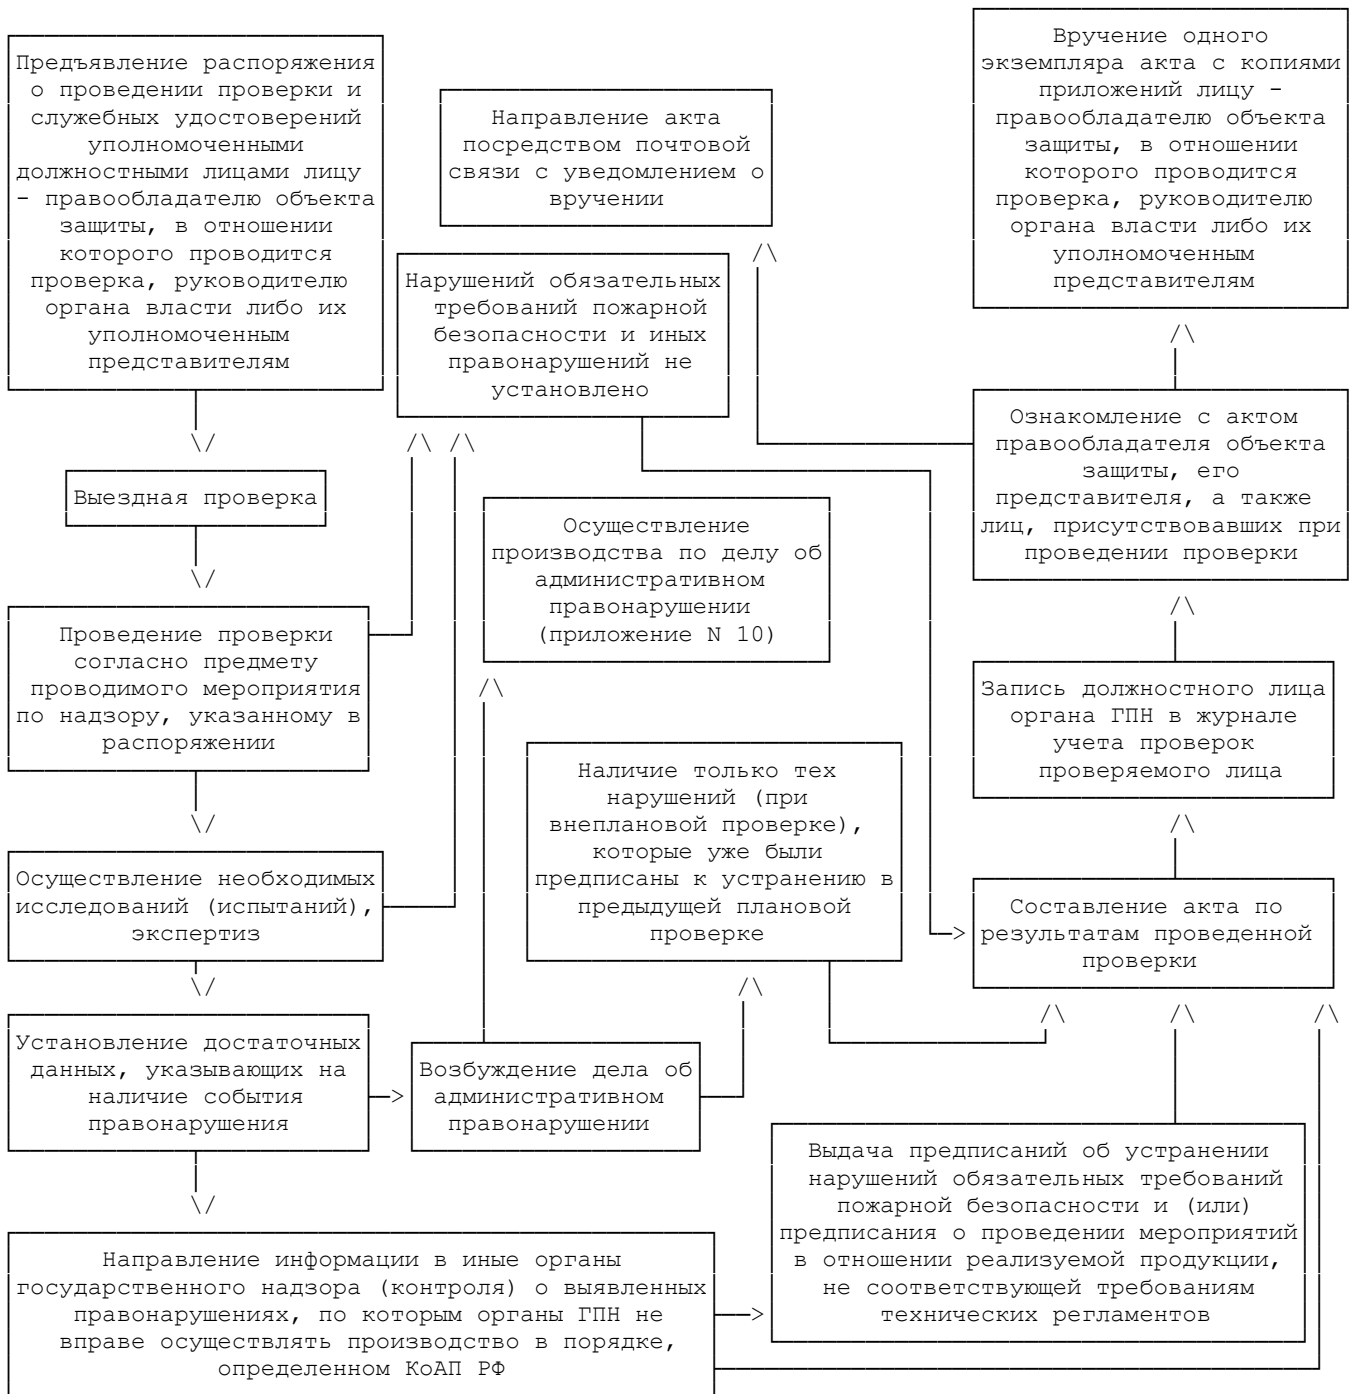 Предъявление распоряжения
о проведении проверки и
служебных удостоверений
уполномоченными
должностными лицами лицу
- правообладателю объекта
защиты, в отношении
которого проводится
проверка, руководителю
органа власти либо их
уполномоченным
представителям
Направление акта
посредством почтовой
связи с уведомлением о
вручении
Вручение одного
экземпляра акта с копиями
приложений лицу -
правообладателю объекта
защиты, в отношении
которого проводится
проверка, руководителю
органа власти либо их
уполномоченным
представителям
Нарушений обязательных
требований пожарной
безопасности и иных
правонарушений не
установлено
Ознакомление с актом
правообладателя объекта
защиты, его
представителя, а также
лиц, присутствовавших при
проведении проверки
Выездная проверка
Осуществление
производства по делу об
административном
правонарушении
(приложение N 10)
Проведение проверки
согласно предмету
проводимого мероприятия
по надзору, указанному в
распоряжении
Запись должностного лица
органа ГПН в журнале
учета проверок
проверяемого лица
Наличие только тех
нарушений (при
внеплановой проверке),
которые уже были
предписаны к устранению в
предыдущей плановой
проверке
Осуществление необходимых
исследований (испытаний),
экспертиз
Составление акта по
результатам проведенной
проверки
Установление достаточных
данных, указывающих на
наличие события
правонарушения
Возбуждение дела об
административном
правонарушении
Выдача предписаний об устранении
нарушений обязательных требований
пожарной безопасности и (или)
предписания о проведении мероприятий
в отношении реализуемой продукции,
не соответствующей требованиям
технических регламентов
Направление информации в иные органы
государственного надзора (контроля) о выявленных
правонарушениях, по которым органы ГПН не
вправе осуществлять производство в порядке,
определенном КоАП РФ